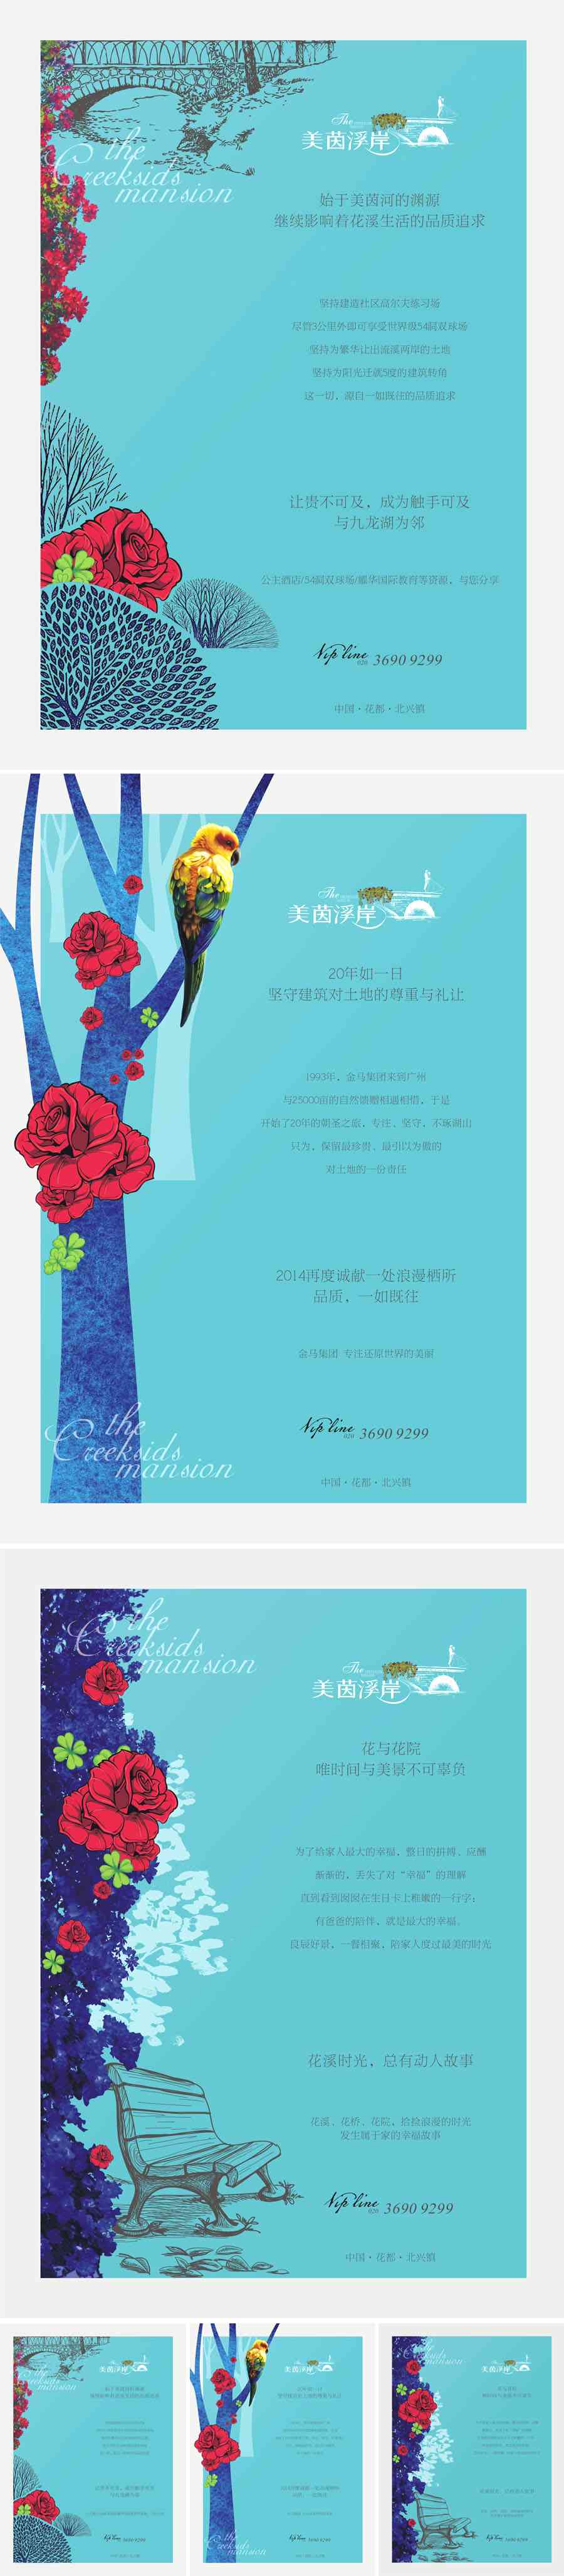 the
Creeksids
mansion
The
美茵浮岸
始于美茵河的渊源
继续影响着花溪生活的品质追求
坚持建造社区高尔夫练习场
尽管3公里外即可享受世界级54洞双球场
坚持为繁华让出流溪两岸的土地
坚持为阳光迁就5度的建筑转角
这一切，源自一如既往的品质追求
让贵不可及，成为触手可及
与九龙湖为邻
公主酒店/54洞双球场/耀华国际教育等资源，与您分享
Vip line 020 3690 9299
中国·花都·北兴镇
The
美茵浮岸
20年如一日
坚守建筑对土地的尊重与礼让
1993年，金马集团来到广州
与25000亩的自然馈赠相遇相惜，于是
开始了20年的朝圣之旅，专注、坚守，不琢湖山
只为，保留最珍贵、最引以为傲的
对土地的一份责任
2014再度诚献一处浪漫栖所
品质，一如既往
金马集团 专注还原世界的美丽
the
Creeksids
mansion
Vip line 020 3690 9299
中国·花都·北兴镇
the
Creeksids
mansion
The
美茵浮岸
花与花院
唯时间与美景不可辜负
为了给家人最大的幸福，整日的拼搏、应酬
渐渐的，丢失了对“幸福”的理解
直到看到囡囡在生日卡上稚嫩的一行字：
有爸爸的陪伴，就是最大的幸福。
良辰好景，一餐相聚，陪家人度过最美的时光
花溪时光，总有动人故事
花溪、花桥、花院，拾捡浪漫的时光
发生属于家的幸福故事
Vip line 020 3690 9299
中国·花都·北兴镇